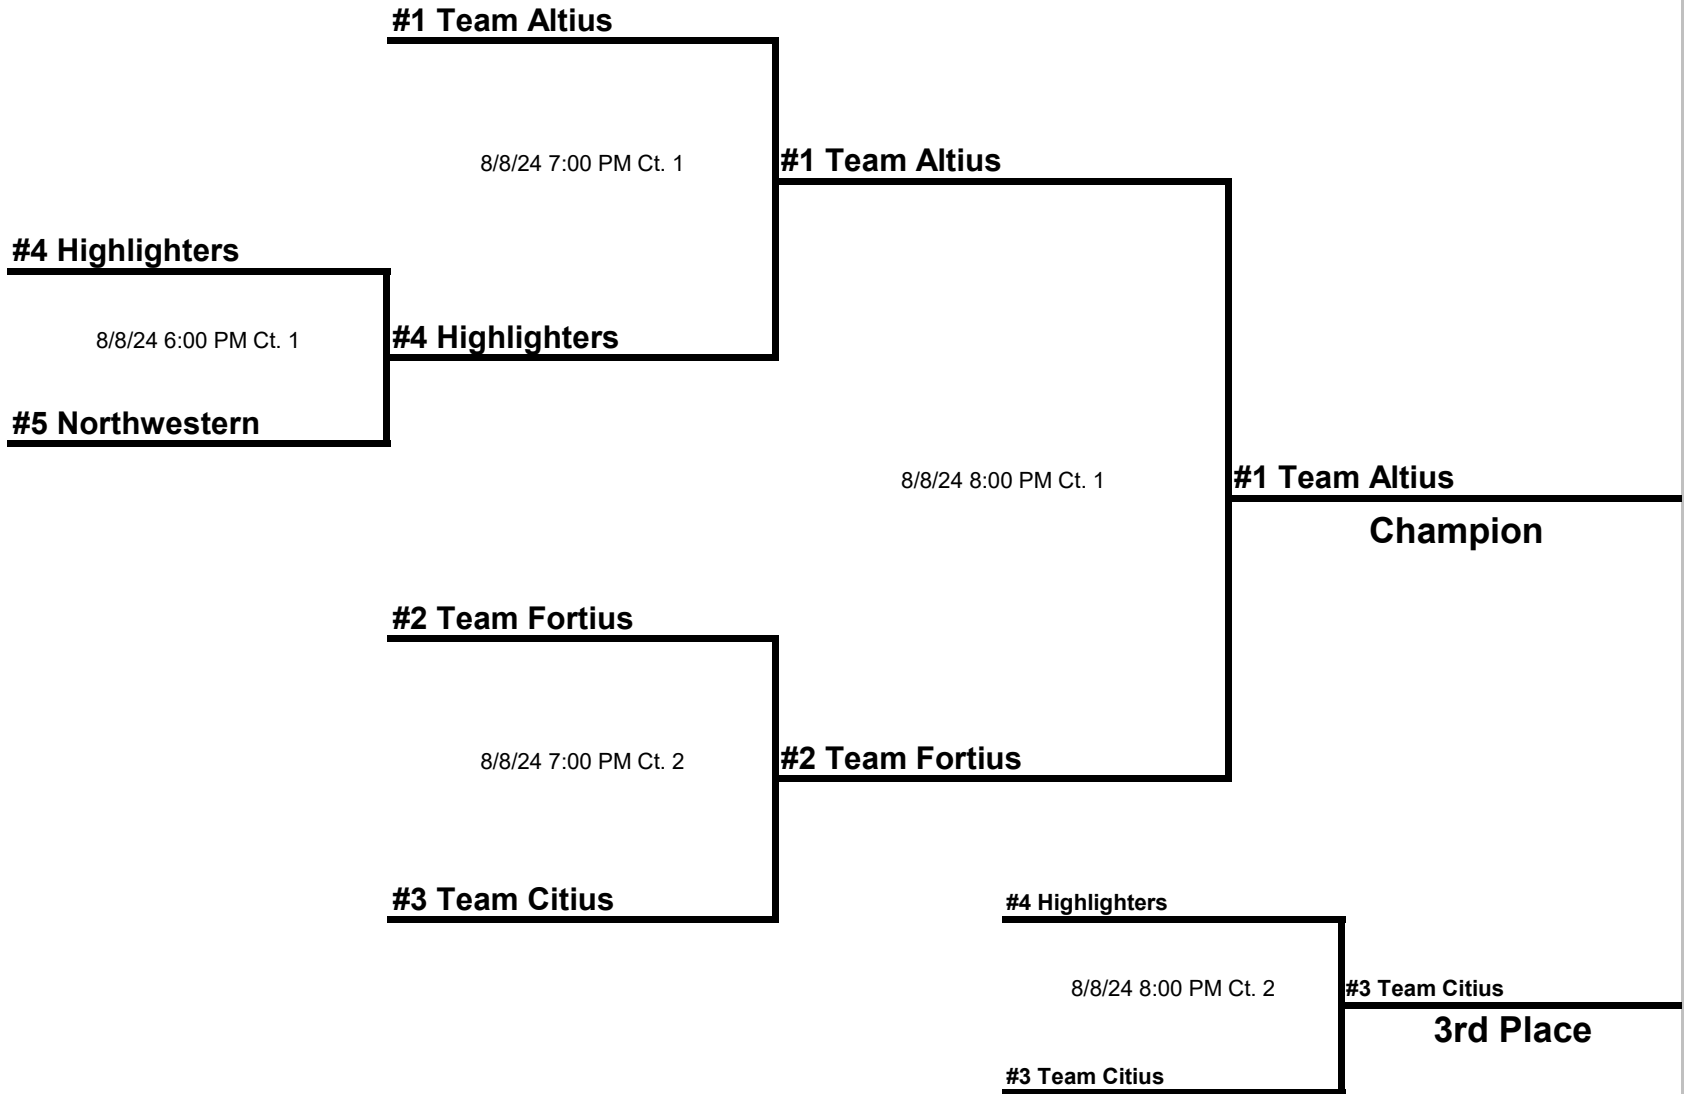 #1 Team Altius
8/8/24 7:00 PM Ct. 1
#1 Team Altius
#4 Highlighters
8/8/24 6:00 PM Ct. 1
#4 Highlighters
#5 Northwestern
8/8/24 8:00 PM Ct. 1
#1 Team Altius
Champion
#2 Team Fortius
8/8/24 7:00 PM Ct. 2
#2 Team Fortius
#3 Team Citius
#4 Highlighters
8/8/24 8:00 PM Ct. 2
#3 Team Citius
3rd Place
#3 Team Citius